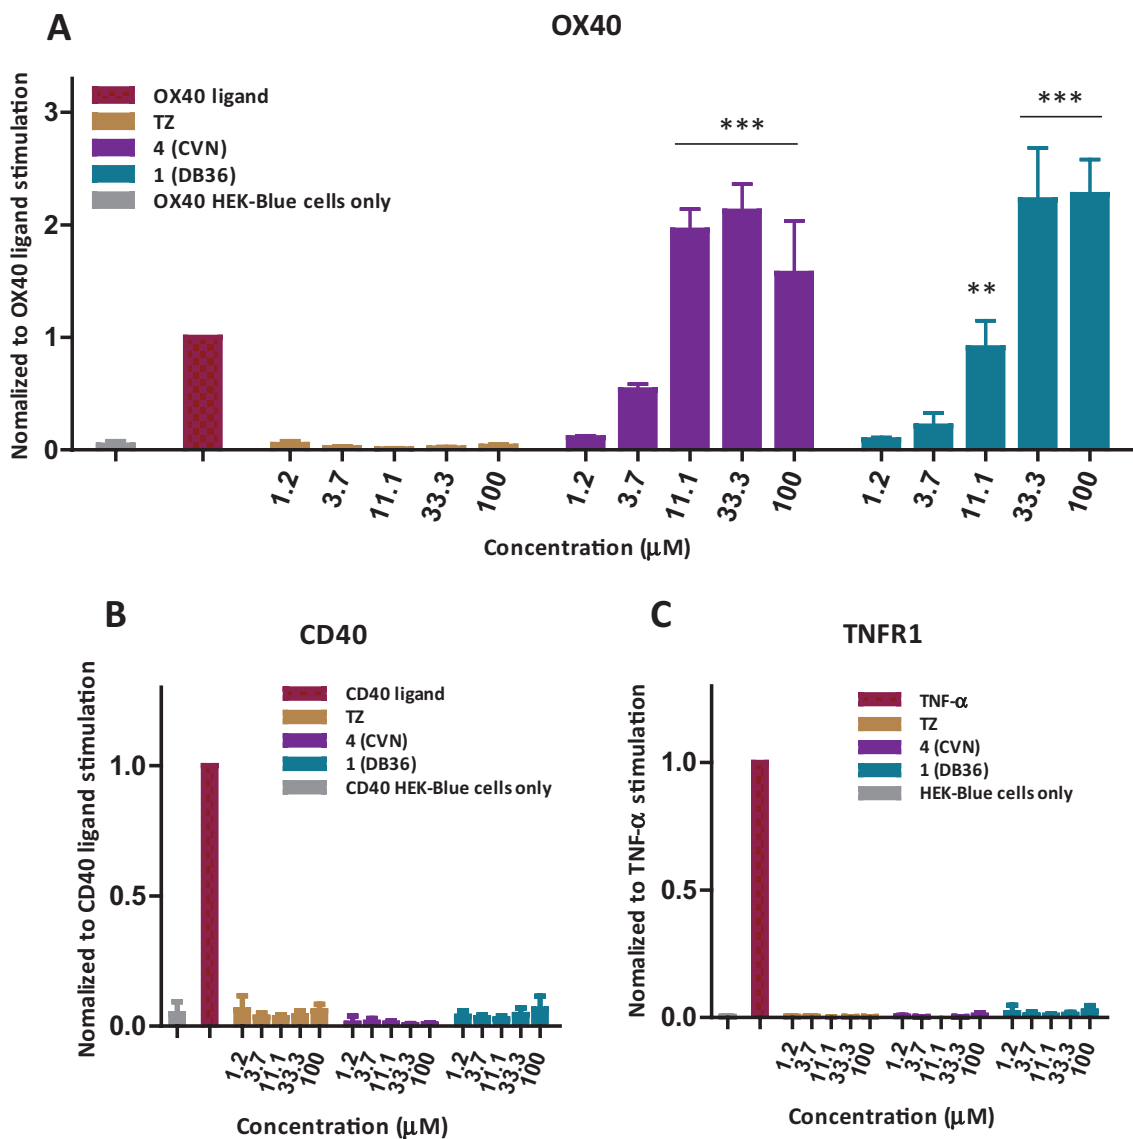 A
OX40
Nomalized to OX40 ligand stimulation
3
2
1
0
OX40 ligand
TZ
4 (CVN)
1 (DB36)
OX40 HEK-Blue cells only
***
**
***
1.2 3.7 11.1 33.3 100 1.2 3.7 11.1 33.3 100 1.2 3.7 11.1 33.3 100
Concentration (μM)
B
CD40
Nomalized to CD40 ligand stimulation
1.0
0.5
0.0
CD40 ligand
TZ
4 (CVN)
1 (DB36)
CD40 HEK-Blue cells only
1.2 3.7 11.1 33.3 100 1.2 3.7 11.1 33.3 100 1.2 3.7 11.1 33.3 100
Concentration (μM)
C
TNFR1
Nomalized to TNF-α stimulation
1.0
0.5
0.0
TNF-α
TZ
4 (CVN)
1 (DB36)
HEK-Blue cells only
1.2 3.7 11.1 33.3 100 1.2 3.7 11.1 33.3 100 1.2 3.7 11.1 33.3 100
Concentration (μM)